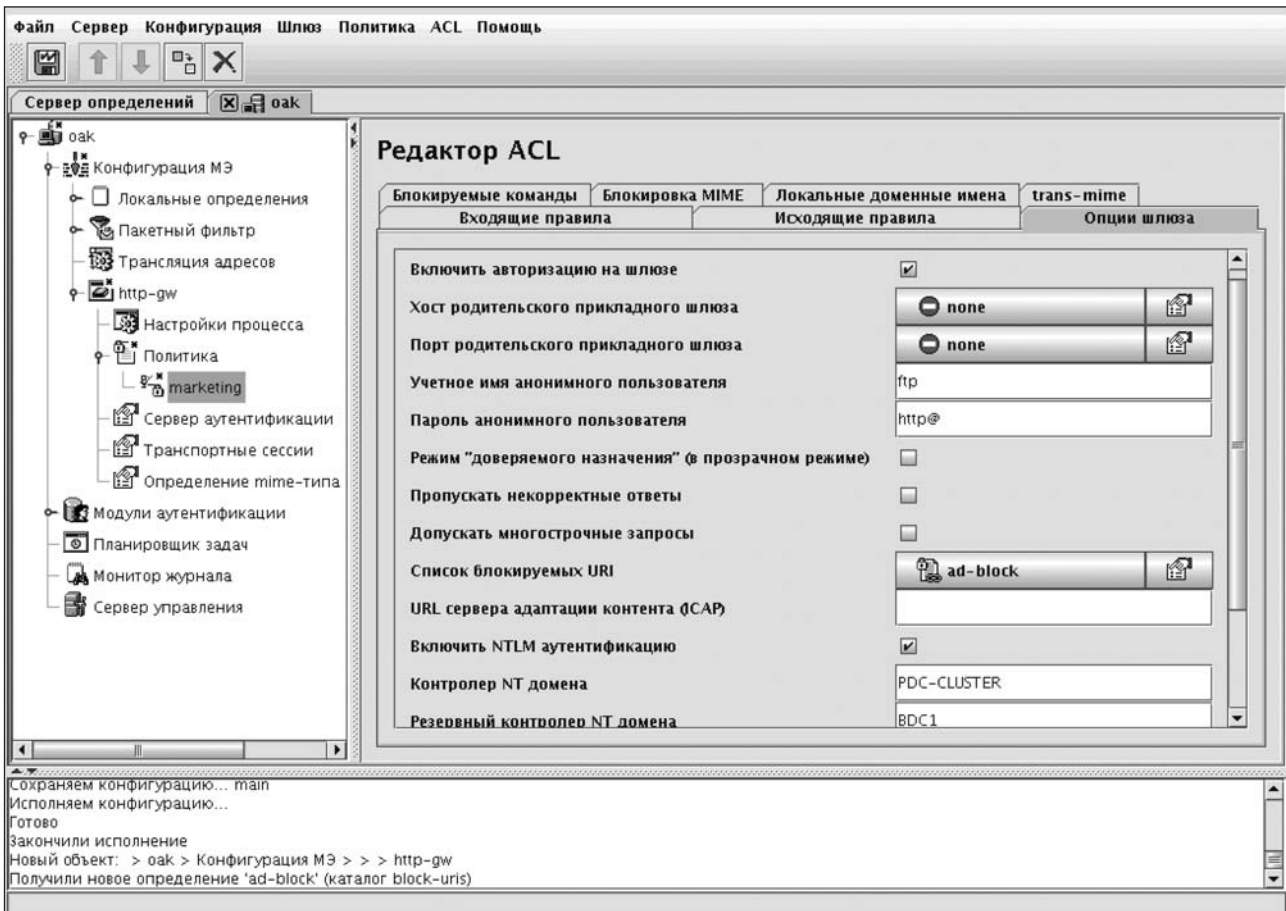 Файл Сервер Конфигурация Шлюз Политика ACL Помощь
Сервер определений
oak
oak
Конфигурация МЭ
Локальные определения
Пакетный фильтр
Трансляция адресов
http-gw
Настройки процесса
Политика
marketing
Сервер аутентификации
Транспортные сессии
Определение mime-типа
Модули аутентификации
Планировщик задач
Монитор журнала
Сервер управления
Редактор ACL
Блокируемые команды Блокировка MIME Локальные доменные имена trans-mime
Входящие правила Исходящие правила Опции шлюза
Включить авторизацию на шлюзе
Хост родительского прикладного шлюза none
Порт родительского прикладного шлюза none
Учетное имя анонимного пользователя ftp
Пароль анонимного пользователя http@
Режим "доверяемого назначения" (в прозрачном режиме)
Пропускать некорректные ответы
Допускать многострочные запросы
Список блокируемых URI ad-block
URL сервера адаптации контента (ICAP)
Включить NTLM аутентификацию
Контролер NT домена PDC-CLUSTER
Резервный контролер NT домена BDC1
Сохраняем конфигурацию... main
Исполняем конфигурацию...
Готово
Закончили исполнение
Новый объект: > oak > Конфигурация МЭ > > > http-gw
Получили новое определение 'ad-block' (каталог block-uris)